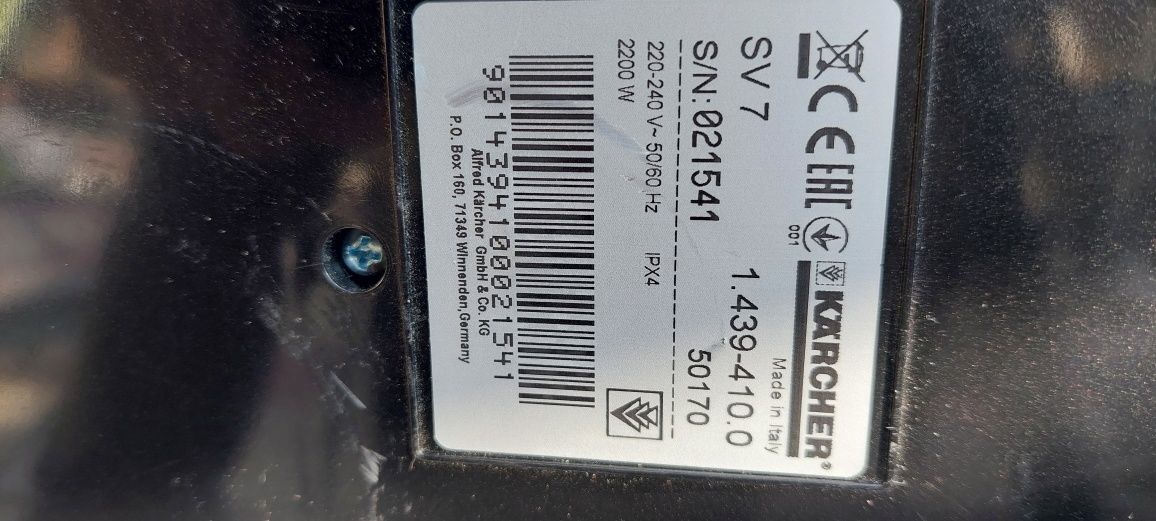 CE EAC 001 KÄRCHER®
Made in Italy
SV 7 1.439-410.0
S/N:021541 50170
220-240 V~ 50/60 Hz IPX4
2200 W
9014394100021541
Alfred Kärcher GmbH & Co. KG
P.O. Box 160, 71349 Winnenden,Germany